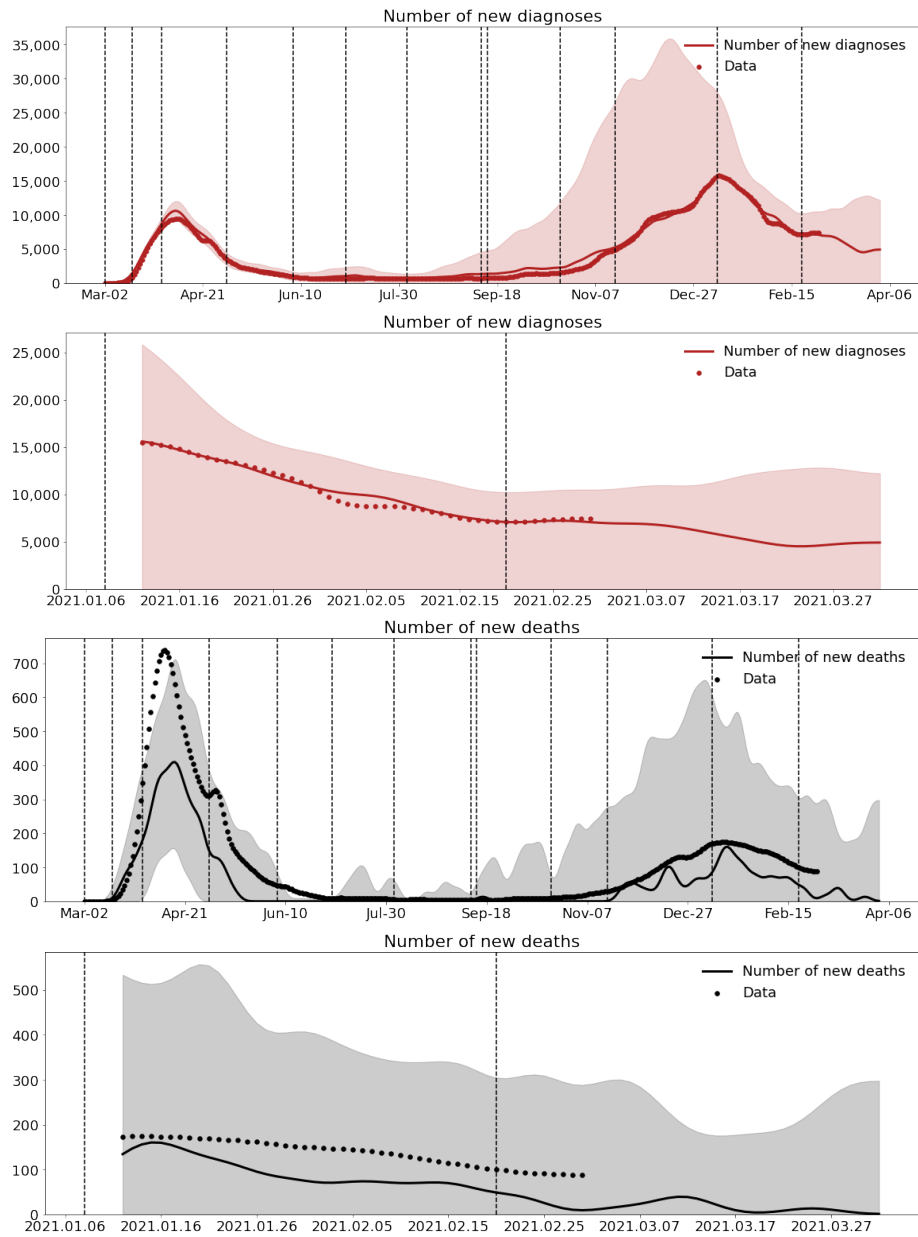 Number of new diagnoses
35,000
30,000
25,000
20,000
15,000
10,000
5,000
0
Number of new diagnoses
Data
Mar-02 Apr-21 Jun-10 Jul-30 Sep-18 Nov-07 Dec-27 Feb-15 Apr-06
Number of new diagnoses
25,000
20,000
15,000
10,000
5,000
0
Number of new diagnoses
Data
2021.01.06 2021.01.16 2021.01.26 2021.02.05 2021.02.15 2021.02.25 2021.03.07 2021.03.17 2021.03.27
Number of new deaths
700
600
500
400
300
200
100
0
Number of new deaths
Data
Mar-02 Apr-21 Jun-10 Jul-30 Sep-18 Nov-07 Dec-27 Feb-15 Apr-06
Number of new deaths
500
400
300
200
100
0
Number of new deaths
Data
2021.01.06 2021.01.16 2021.01.26 2021.02.05 2021.02.15 2021.02.25 2021.03.07 2021.03.17 2021.03.27